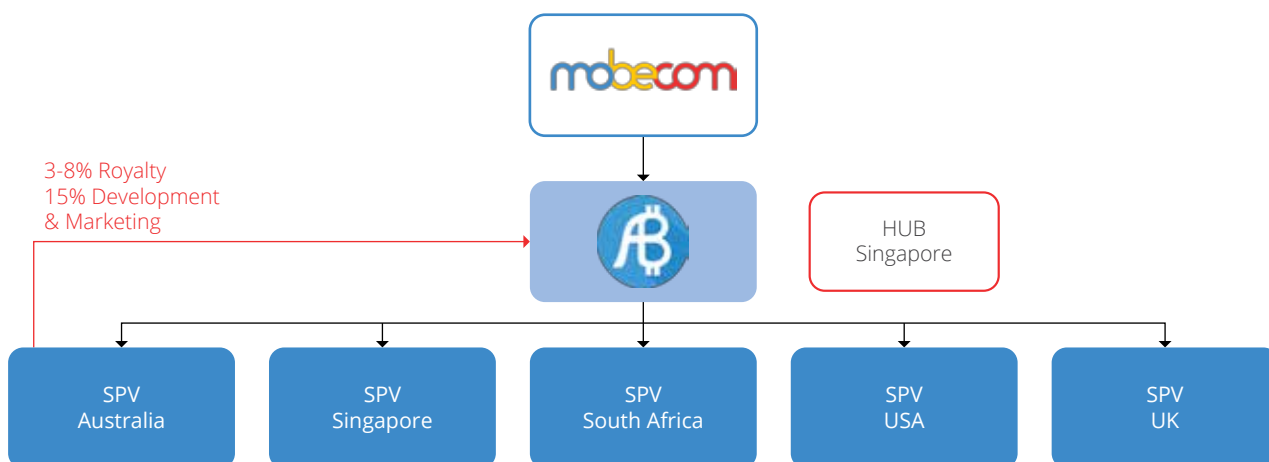 mobecom
3-8% Royalty
15% Development
& Marketing
AB
HUB
Singapore
SPV
Australia
SPV
Singapore
SPV
South Africa
SPV
USA
SPV
UK